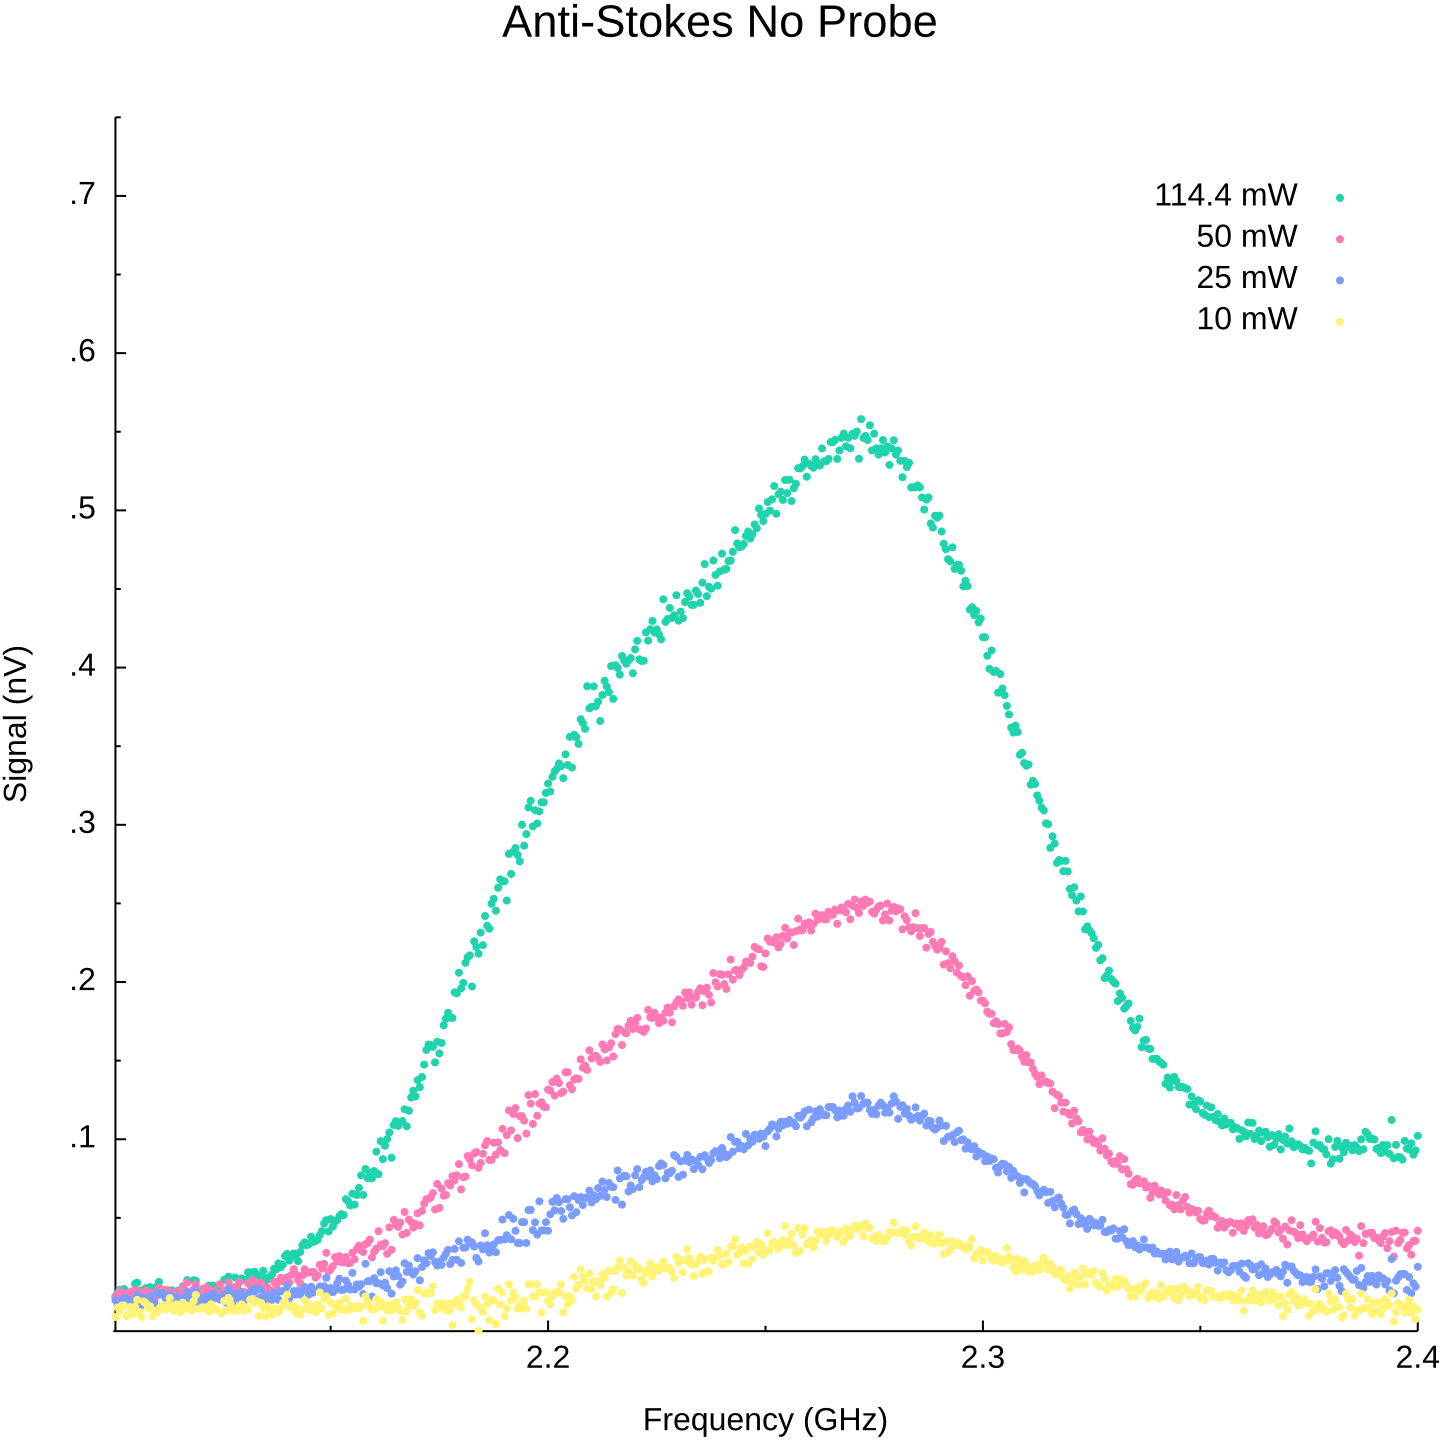 Anti-Stokes No Probe
114.4 mW
50 mW
25 mW
10 mW
.7
.6
.5
.4
.3
.2
.1
Signal (nV)
2.2
2.3
2.4
Frequency (GHz)